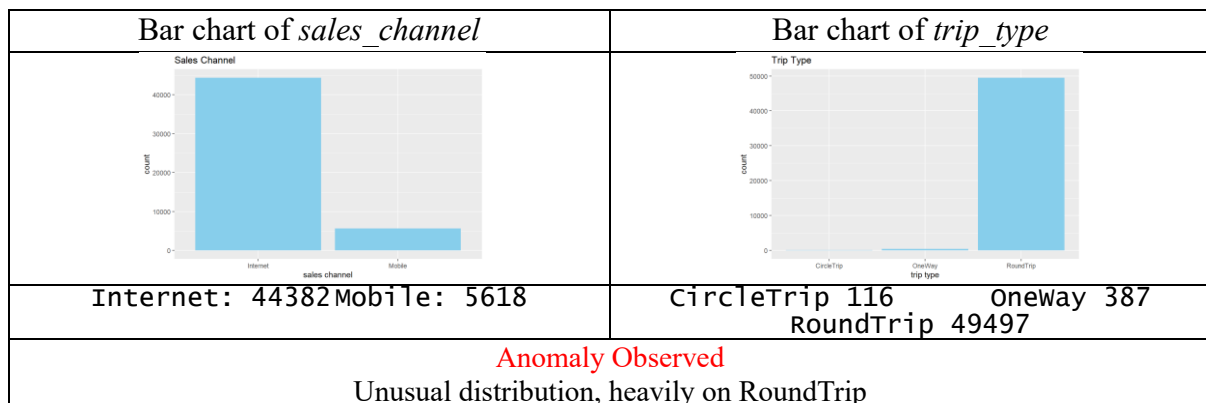 Bar chart of sales_channel
Bar chart of trip_type
Sales Channel
40000
30000
20000
10000
0
count
Internet
Mobile
sales channel
Trip Type
50000
40000
30000
20000
10000
0
count
CircleTrip
OneWay
RoundTrip
trip type
Internet: 44382 Mobile: 5618
CircleTrip 116 OneWay 387
RoundTrip 49497
Anomaly Observed
Unusual distribution, heavily on RoundTrip